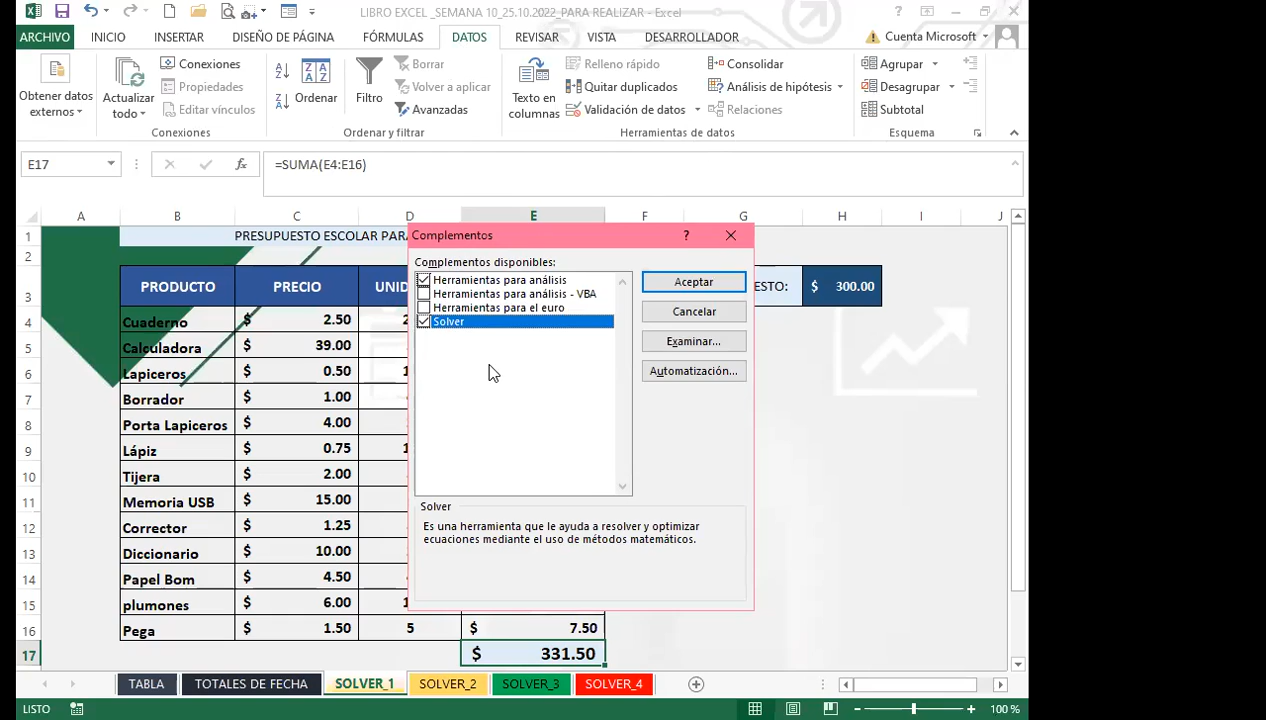 LIBRO EXCEL _SEMANA 10_25.10.2022_PARA REALIZAR - Excel
?
ARCHIVO INICIO INSERTAR DISEÑO DE PÁGINA FÓRMULAS DATOS REVISAR VISTA DESARROLLADOR Cuenta Microsoft
Obtener datos externos
Actualizar todo
Conexiones
Propiedades
Editar vínculos
Conexiones
Ordenar
Filtro
Borrar
Volver a aplicar
Avanzadas
Ordenar y filtrar
Texto en columnas
Relleno rápido
Quitar duplicados
Validación de datos
Consolidar
Análisis de hipótesis
Relaciones
Herramientas de datos
Agrupar
Desagrupar
Subtotal
Esquema
E17 fx =SUMA(E4:E16)
A B C D E F G H I J
1 PRESUPUESTO ESCOLAR PAR
2
3 PRODUCTO PRECIO UNID ESTO: $ 300.00
4 Cuaderno $ 2.50 2
5 Calculadora $ 39.00
6 Lapiceros $ 0.50 1
7 Borrador $ 1.00
8 Porta Lapiceros $ 4.00
9 Lápiz $ 0.75 1
10 Tijera $ 2.00
11 Memoria USB $ 15.00
12 Corrector $ 1.25
13 Diccionario $ 10.00
14 Papel Bom $ 4.50
15 plumones $ 6.00 1
16 Pega $ 1.50 5 $ 7.50
17 $ 331.50
Complementos ?
Complementos disponibles:
Herramientas para análisis
Herramientas para análisis - VBA
Herramientas para el euro
Solver
Aceptar
Cancelar
Examinar...
Automatización...
Solver
Es una herramienta que le ayuda a resolver y optimizar
ecuaciones mediante el uso de métodos matemáticos.
TABLA TOTALES DE FECHA SOLVER_1 SOLVER_2 SOLVER_3 SOLVER_4
LISTO 100 %